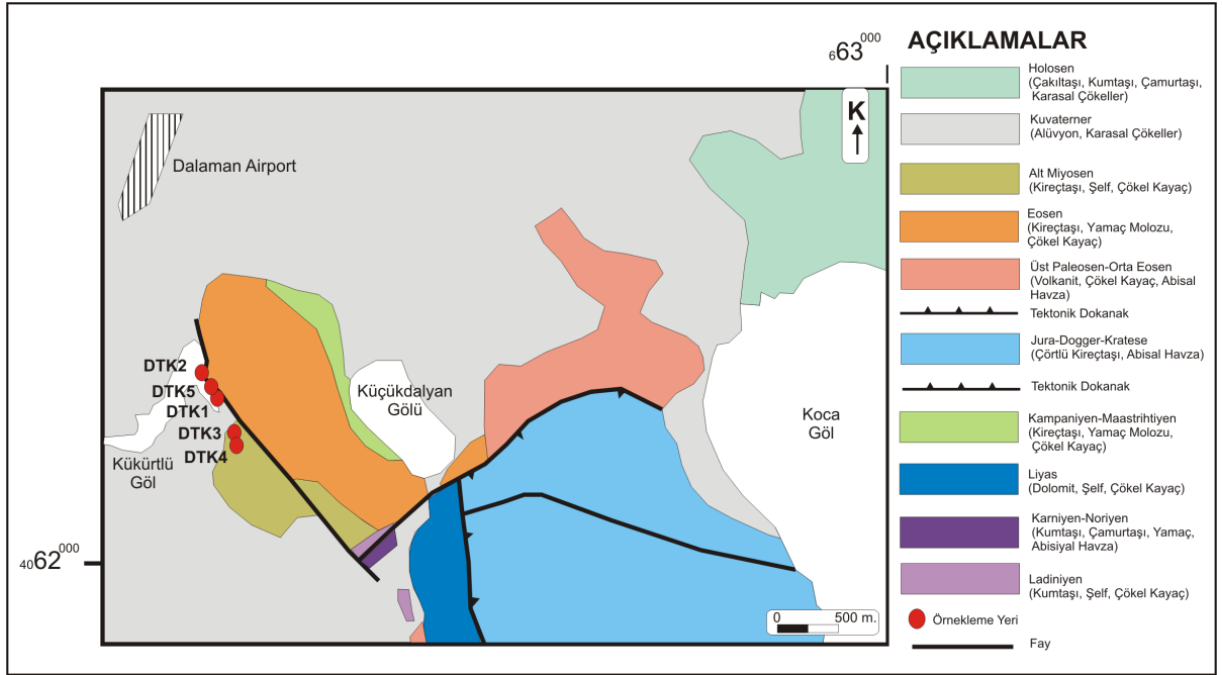 663000
AÇIKLAMALAR
K
Dalaman Airport
DTK2
DTK5
DTK1
DTK3
DTK4
Küçükdalyan
Gölü
Kükürtlü
Göl
Koca
Göl
4062000
0 500 m.
Holosen
(Çakıltaşı, Kumtaşı, Çamurtaşı,
Karasal Çökeller)
Kuvaterner
(Alüvyon, Karasal Çökeller)
Alt Miyosen
(Kireçtaşı, Şelf, Çökel Kayaç)
Eosen
(Kireçtaşı, Yamaç Molozu,
Çökel Kayaç)
Üst Paleosen-Orta Eosen
(Volkanit, Çökel Kayaç, Abisal
Havza)
Tektonik Dokanak
Jura-Dogger-Kratese
(Çörtlü Kireçtaşı, Abisal Havza)
Tektonik Dokanak
Kampaniyen-Maastrihtiyen
(Kireçtaşı, Yamaç Molozu,
Çökel Kayaç)
Liyas
(Dolomit, Şelf, Çökel Kayaç)
Karniyen-Noriyen
(Kumtaşı, Çamurtaşı, Yamaç,
Abisiyal Havza)
Ladiniyen
(Kumtaşı, Şelf, Çökel Kayaç)
Örnekleme Yeri
Fay